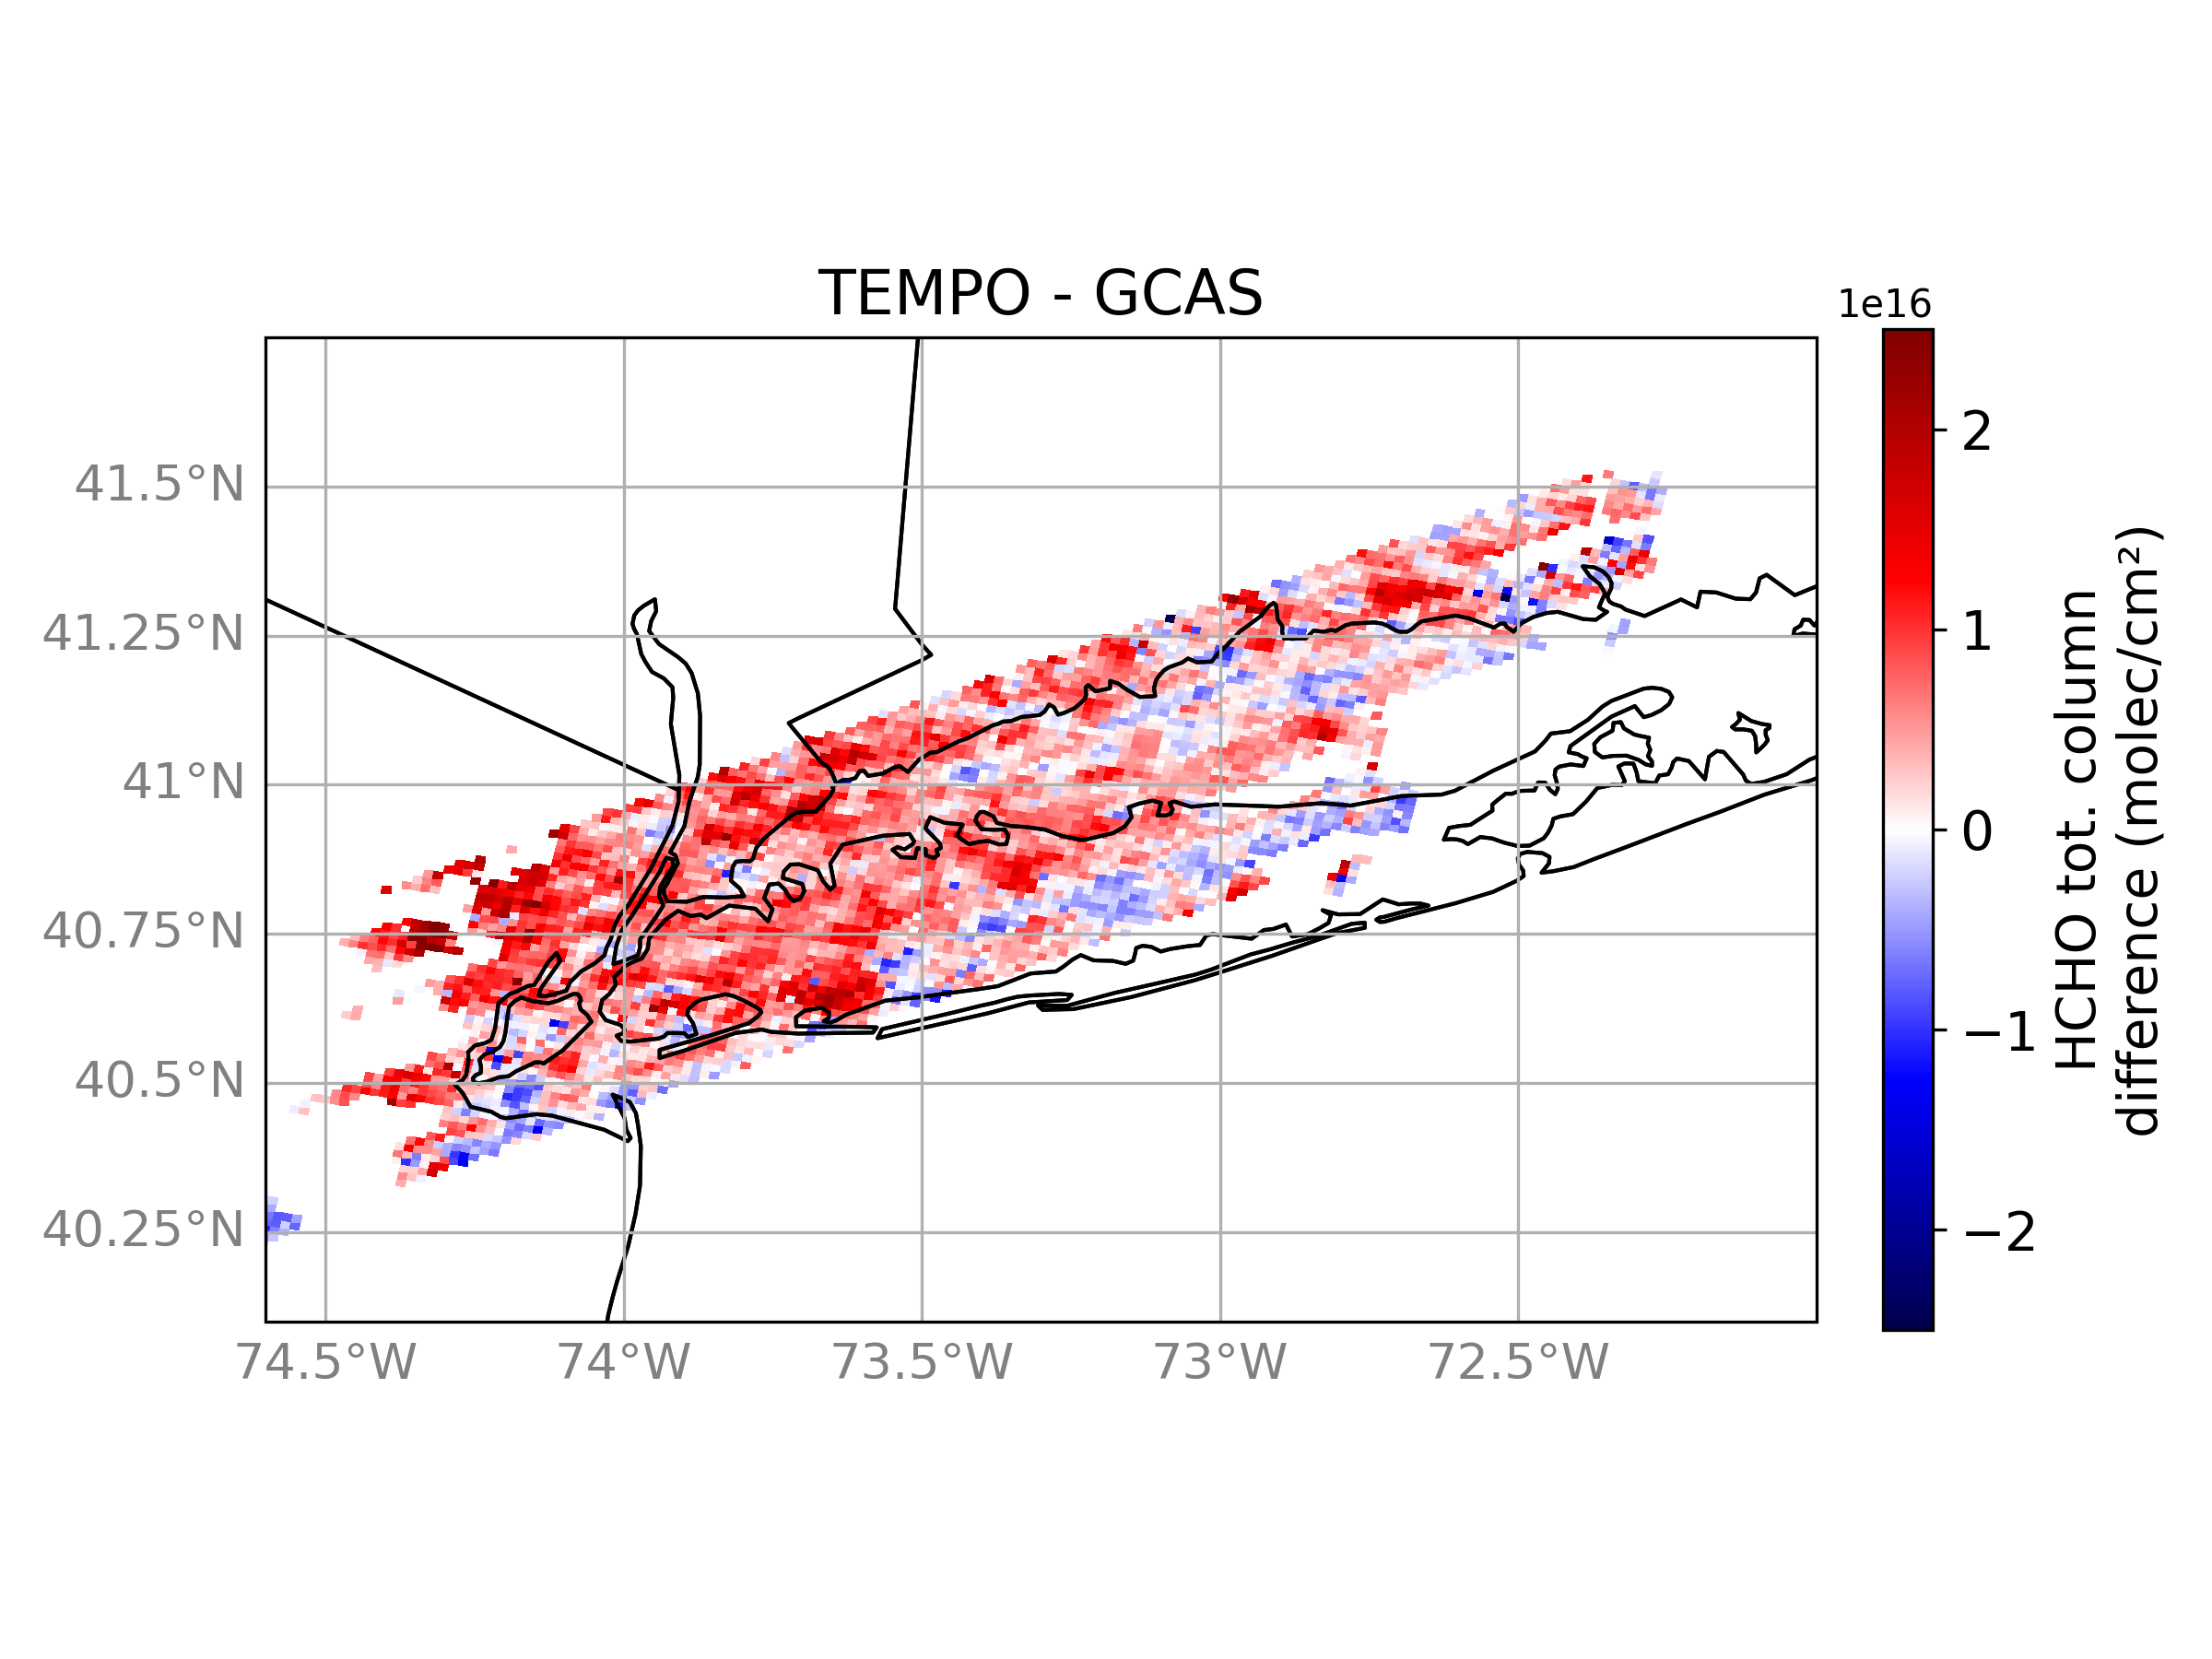 TEMPO - GCAS
1e16
41.5°N
41.25°N
41°N
40.75°N
40.5°N
40.25°N
74.5°W
74°W
73.5°W
73°W
72.5°W
2
1
0
−1
−2
HCHO tot. column
difference (molec/cm²)